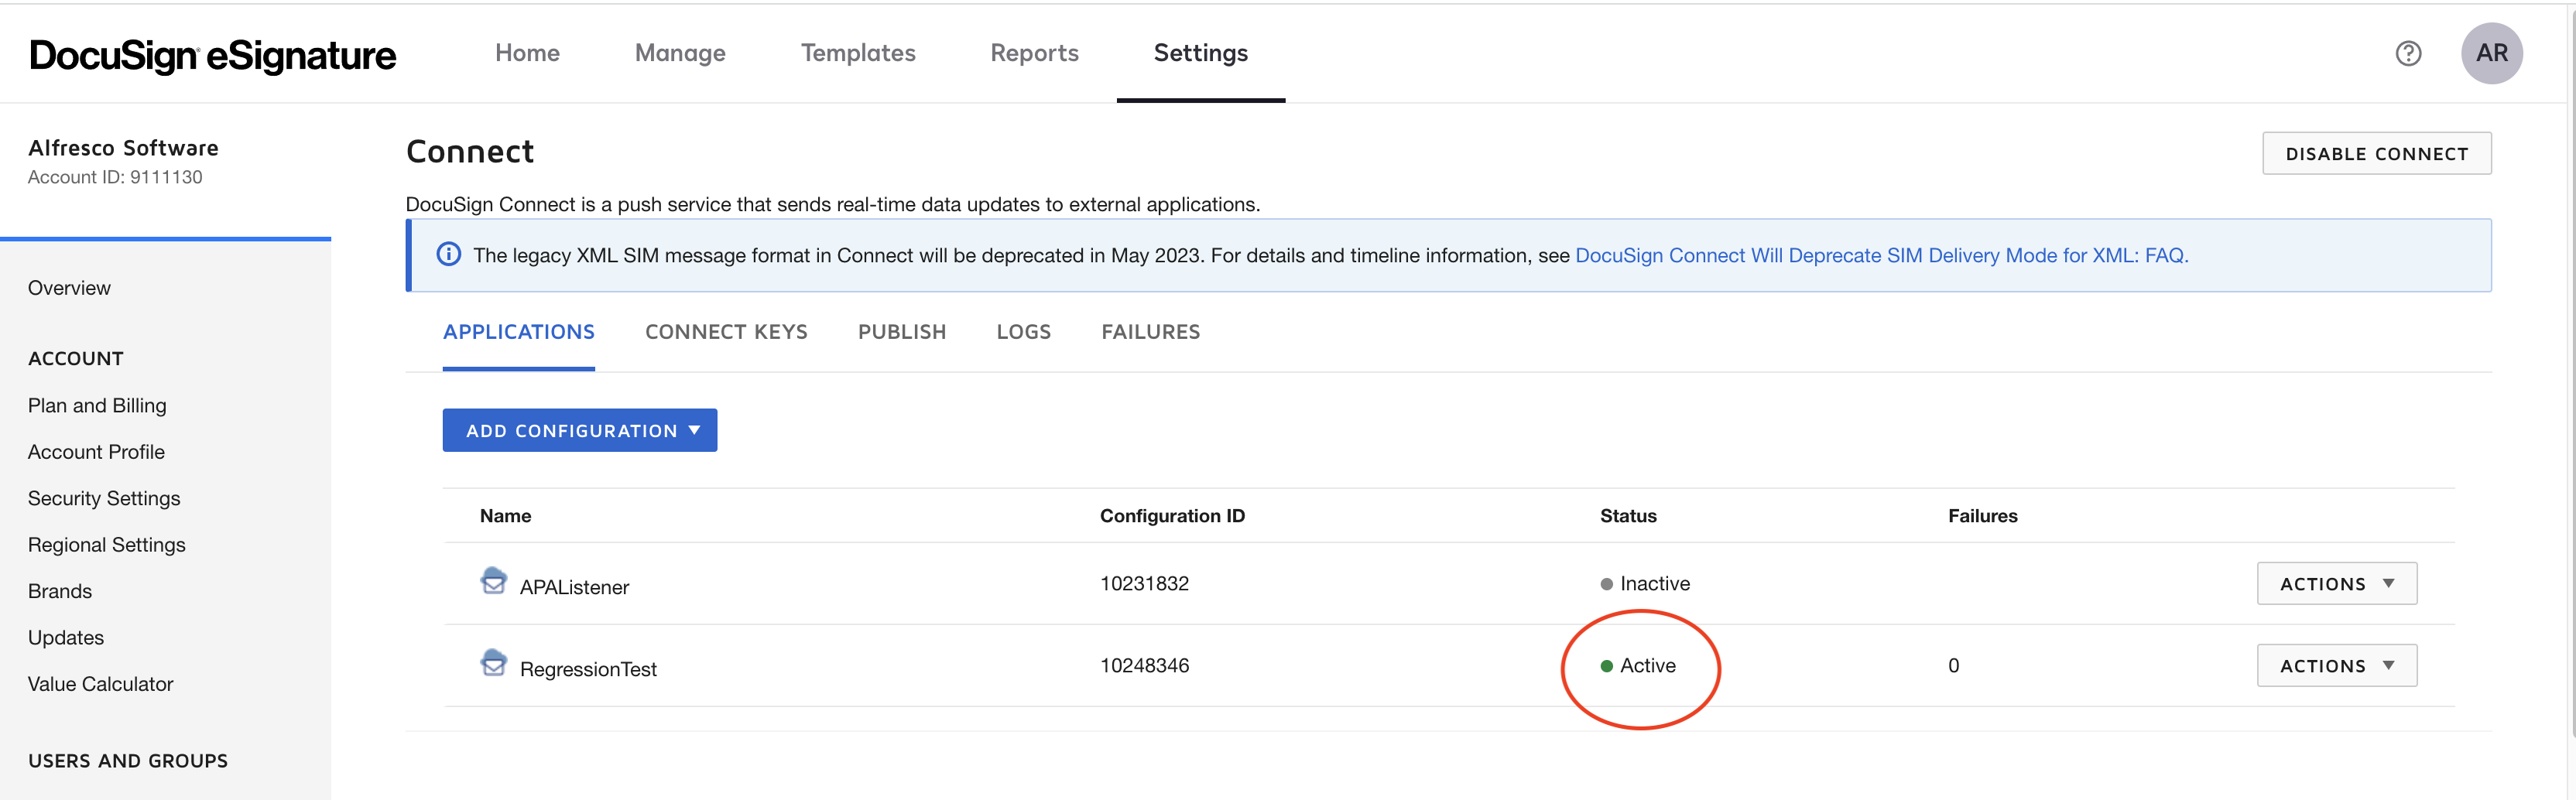 DocuSign eSignature
Home Manage Templates Reports Settings
AR
Alfresco Software
Account ID: 9111130
Overview
ACCOUNT
Plan and Billing
Account Profile
Security Settings
Regional Settings
Brands
Updates
Value Calculator
USERS AND GROUPS
Connect
DISABLE CONNECT
DocuSign Connect is a push service that sends real-time data updates to external applications.
The legacy XML SIM message format in Connect will be deprecated in May 2023. For details and timeline information, see DocuSign Connect Will Deprecate SIM Delivery Mode for XML: FAQ.
APPLICATIONS CONNECT KEYS PUBLISH LOGS FAILURES
ADD CONFIGURATION
Name Configuration ID Status Failures
APAListener 10231832 Inactive ACTIONS
RegressionTest 10248346 Active 0 ACTIONS